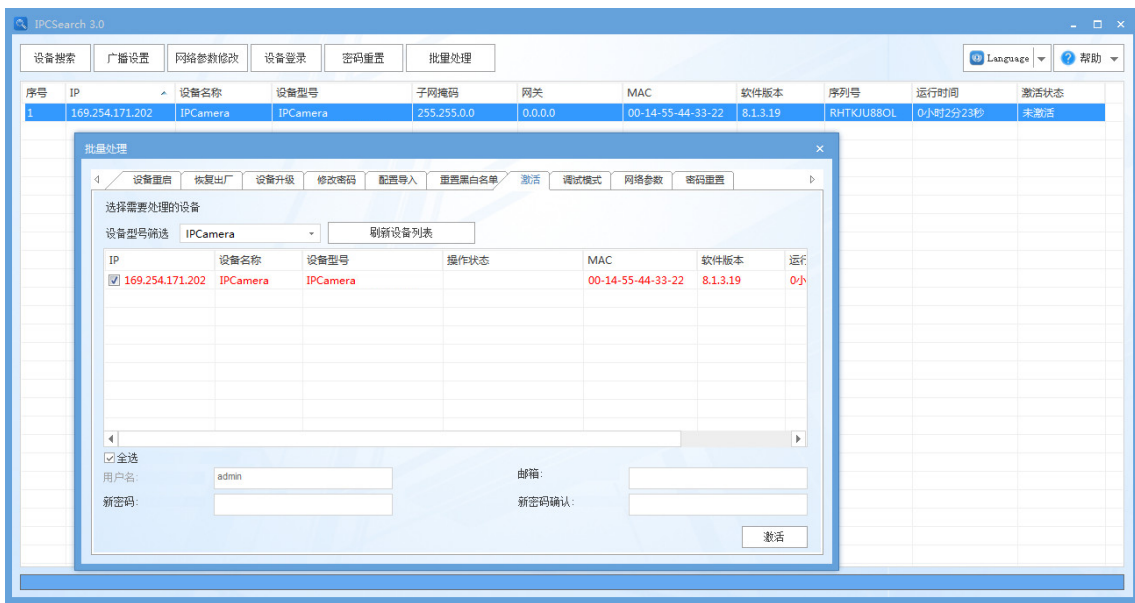 IPCSearch 3.0
设备搜索 广播设置 网络参数修改 设备登录 密码重置 批量处理 Language 帮助
序号 IP 设备名称 设备型号 子网掩码 网关 MAC 软件版本 序列号 运行时间 激活状态
1 169.254.171.202 IPCamera IPCamera 255.255.0.0 0.0.0.0 00-14-55-44-33-22 8.1.3.19 RHTKJU88OL 0小时2分23秒 未激活
批量处理
设备重启 恢复出厂 设备升级 修改密码 配置导入 重置黑白名单 激活 调试模式 网络参数 密码重置
选择需要处理的设备
设备型号筛选 IPCamera 刷新设备列表
IP 设备名称 设备型号 操作状态 MAC 软件版本 运行
169.254.171.202 IPCamera IPCamera 00-14-55-44-33-22 8.1.3.19 0小
全选
用户名: admin 邮箱:
新密码: 新密码确认:
激活